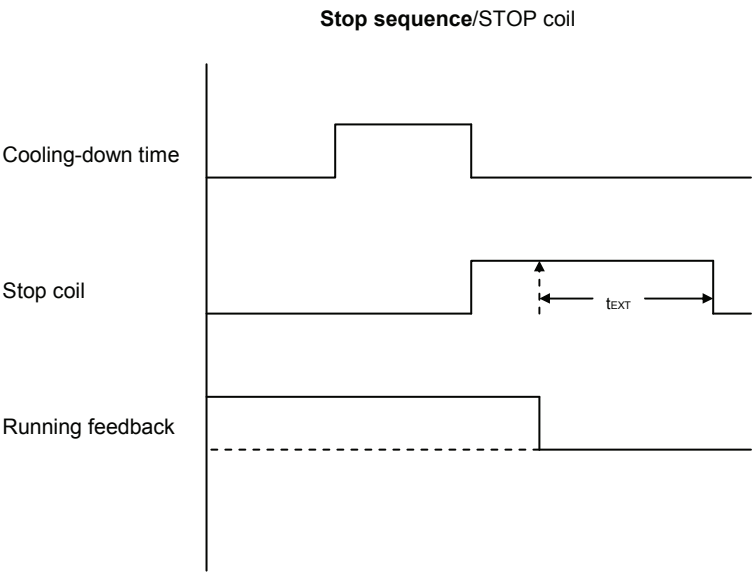 Stop sequence/STOP coil
Cooling-down time
Stop coil
tEXT
Running feedback